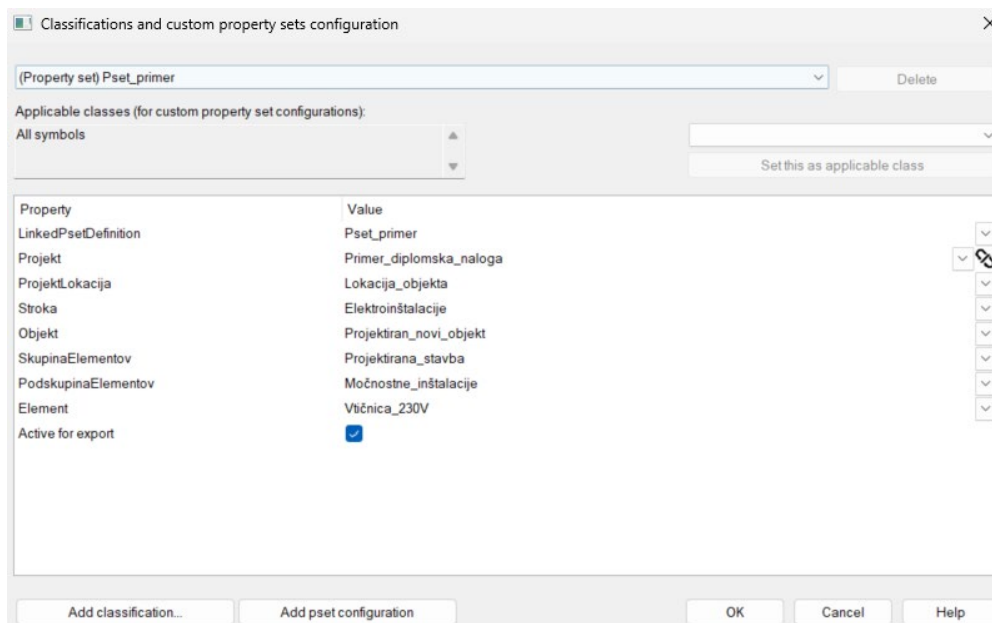 Classifications and custom property sets configuration
(Property set) Pset_primer
Delete
Applicable classes (for custom property set configurations):
All symbols
Set this as applicable class
Property Value
LinkedPsetDefinition Pset_primer
Projekt Primer_diplomska_naloga
ProjektLokacija Lokacija_objekta
Stroka Elektroinštalacije
Objekt Projektiran_novi_objekt
SkupinaElementov Projektirana_stavba
PodskupinaElementov Močnostne_inštalacije
Element Vtičnica_230V
Active for export
Add classification... Add pset configuration OK Cancel Help